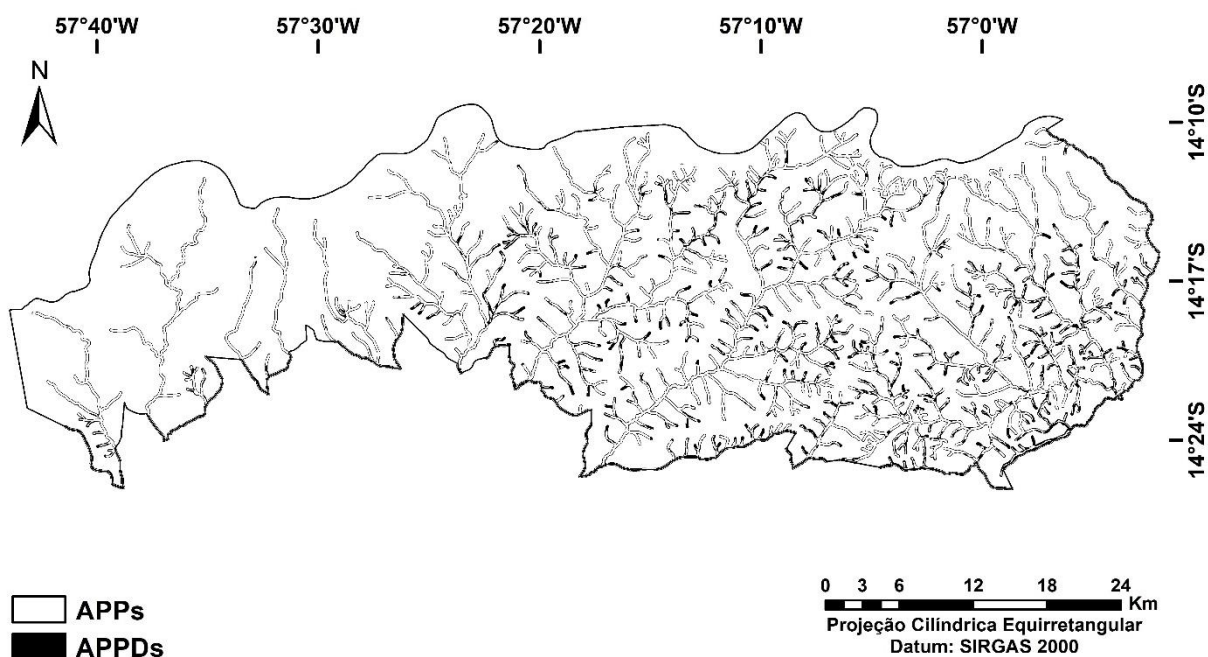 57°40'W 57°30'W 57°20'W 57°10'W 57°0'W
N
14°10'S
14°17'S
14°24'S
APPs
APPDs
0 3 6 12 18 24
Km
Projeção Cilíndrica Equirretangular
Datum: SIRGAS 2000